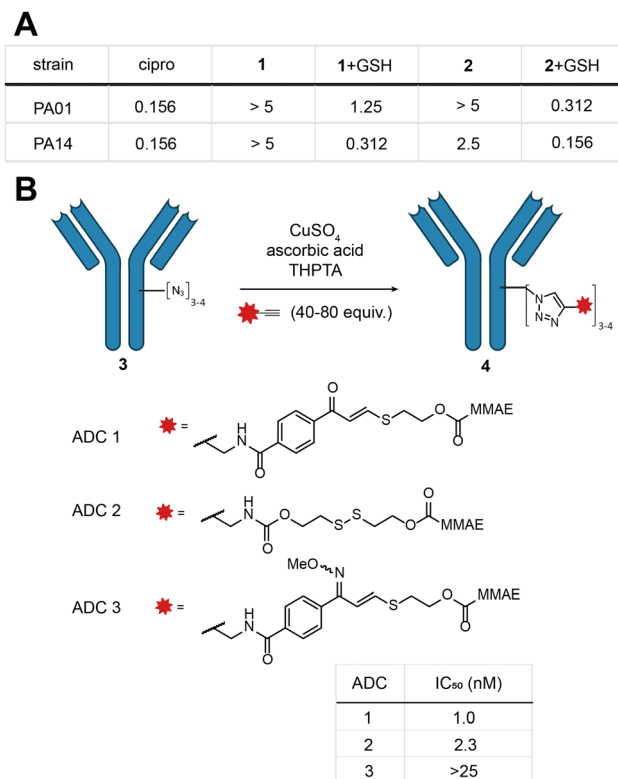 A
strain cipro 1 1+GSH 2 2+GSH
PA01 0.156 > 5 1.25 > 5 0.312
PA14 0.156 > 5 0.312 2.5 0.156
B
CuSO4
ascorbic acid
THPTA
(40-80 equiv.)
[N3]3-4
3
N
N N
3-4
4
ADC 1
=
H
N
O
O
S
O
O
MMAE
ADC 2
=
H
N
O
O
S
S
O
O
MMAE
ADC 3
=
MeO
N
H
N
O
S
O
O
MMAE
ADC IC50 (nM)
1 1.0
2 2.3
3 >25